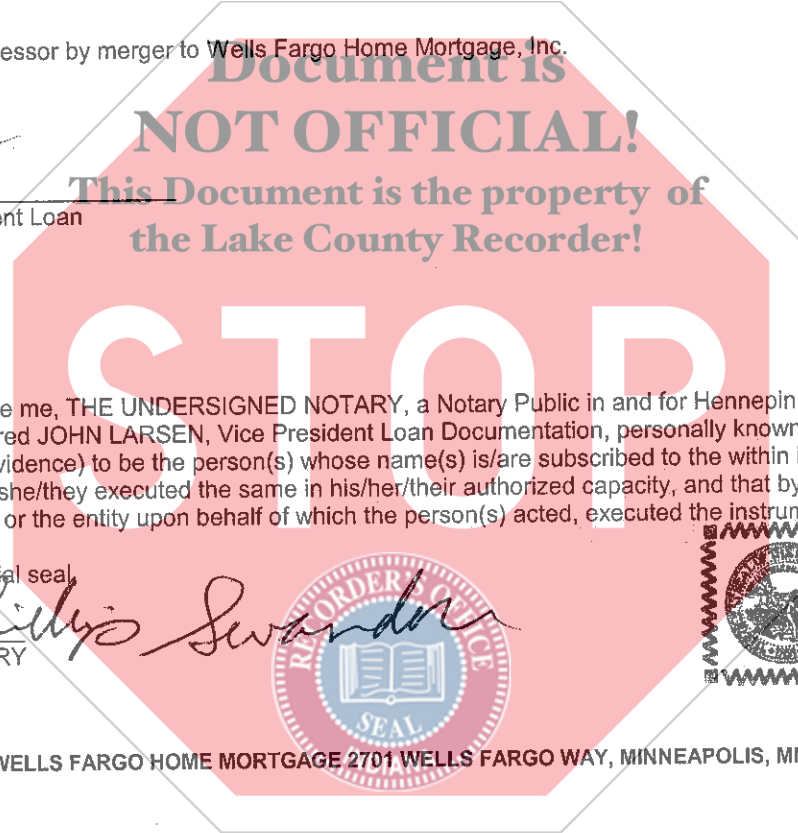 essor by merger to Wells Fargo Home Mortgage, Inc.
Document is
NOT OFFICIAL!
This Document is the property of
the Lake County Recorder!
ent Loan
STOP
e me, THE UNDERSIGNED NOTARY, a Notary Public in and for Hennepin
red JOHN LARSEN, Vice President Loan Documentation, personally known
vidence) to be the person(s) whose name(s) is/are subscribed to the within i
she/they executed the same in his/her/their authorized capacity, and that by
or the entity upon behalf of which the person(s) acted, executed the instrum
al seal
RY
RECORDER'S OFFICE
SEAL
INDIANA
WELLS FARGO HOME MORTGAGE 2701 WELLS FARGO WAY, MINNEAPOLIS, MI